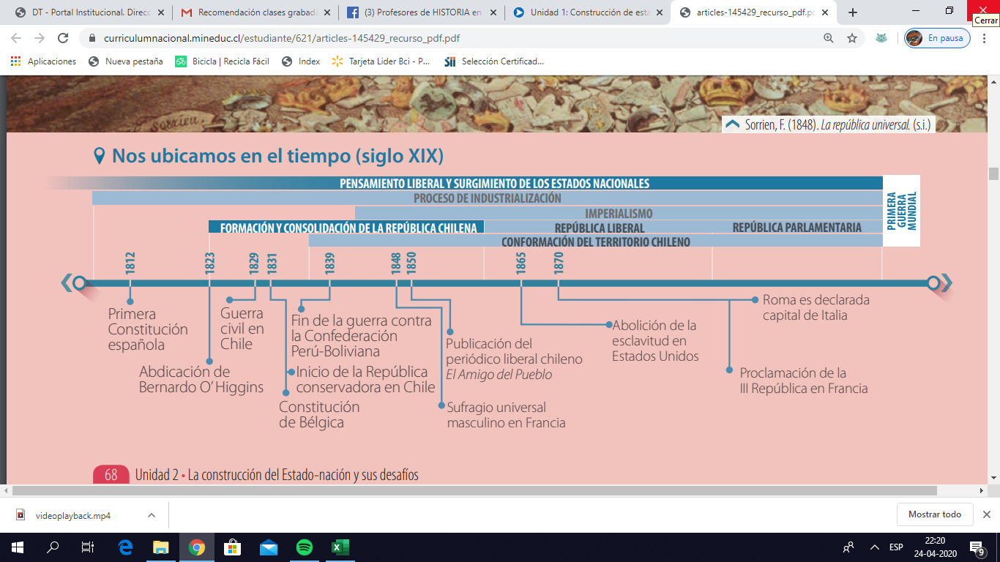 DT - Portal Institucional. Direcc
Recomendación clases grabada
(3) Profesores de HISTORIA en
Unidad 1: Construcción de esta
articles-145429_recurso_pdf.pd
Cerrar
curriculumnacional.mineduc.cl/estudiante/621/articles-145429_recurso_pdf.pdf
En pausa
Aplicaciones
Nueva pestaña
Bicicla | Recicla Fácil
Index
Tarjeta Lider Bci - P...
Sii Selección Certificad...
Sorrieu
Sorrien, F. (1848). La república universal. (s.i.)
Nos ubicamos en el tiempo (siglo XIX)
PENSAMIENTO LIBERAL Y SURGIMIENTO DE LOS ESTADOS NACIONALES
PROCESO DE INDUSTRIALIZACIÓN
IMPERIALISMO
FORMACIÓN Y CONSOLIDACIÓN DE LA REPÚBLICA CHILENA
REPÚBLICA LIBERAL
REPÚBLICA PARLAMENTARIA
CONFORMACIÓN DEL TERRITORIO CHILENO
PRIMERA
GUERRA
MUNDIAL
1812
1823
1829
1831
1839
1848
1850
1865
1870
Primera
Constitución
española
Abdicación de
Bernardo O' Higgins
Guerra
civil en
Chile
Fin de la guerra contra
la Confederación
Perú-Boliviana
Inicio de la República
conservadora en Chile
Constitución
de Bélgica
Publicación del
periódico liberal chileno
El Amigo del Pueblo
Sufragio universal
masculino en Francia
Abolición de la
esclavitud en
Estados Unidos
Roma es declarada
capital de Italia
Proclamación de la
III República en Francia
68 Unidad 2 • La construcción del Estado-nación y sus desafíos
videoplayback.mp4
Mostrar todo
ESP
22:20
24-04-2020
9